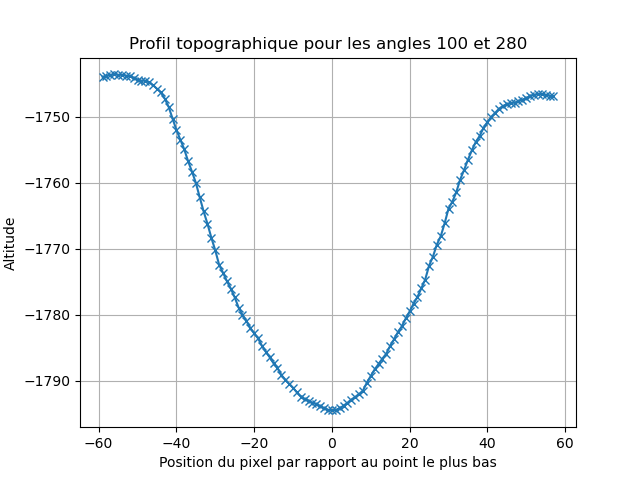 Profil topographique pour les angles 100 et 280
Altitude
−1750
−1760
−1770
−1780
−1790
−60 −40 −20 0 20 40 60
Position du pixel par rapport au point le plus bas